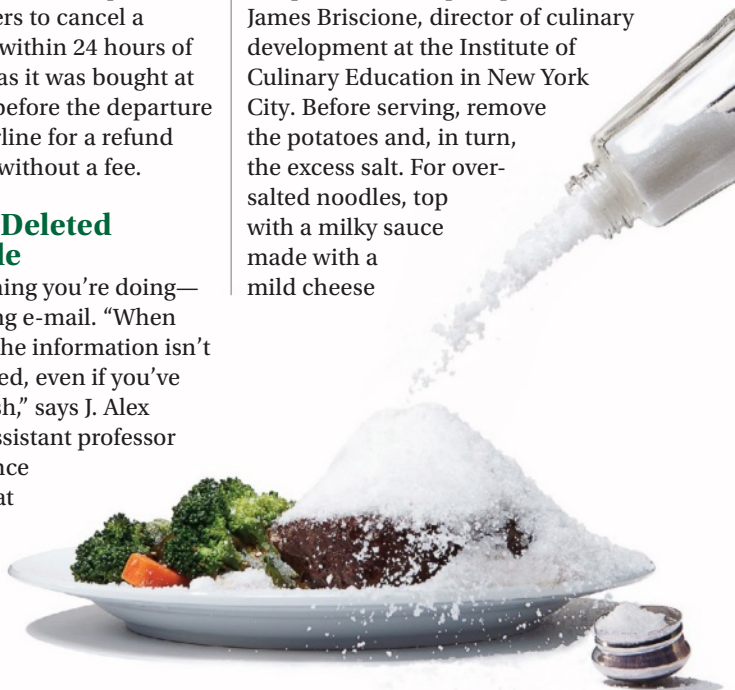 ers to cancel a
within 24 hours of
as it was bought at
before the departure
line for a refund
without a fee.
Deleted
le
ning you’re doing—
ng e-mail. “When
he information isn’t
ed, even if you’ve
sh,” says J. Alex
ssistant professor
nce
at
James Briscione, director of culinary
development at the Institute of
Culinary Education in New York
City. Before serving, remove
the potatoes and, in turn,
the excess salt. For over-
salted noodles, top
with a milky sauce
made with a
mild cheese